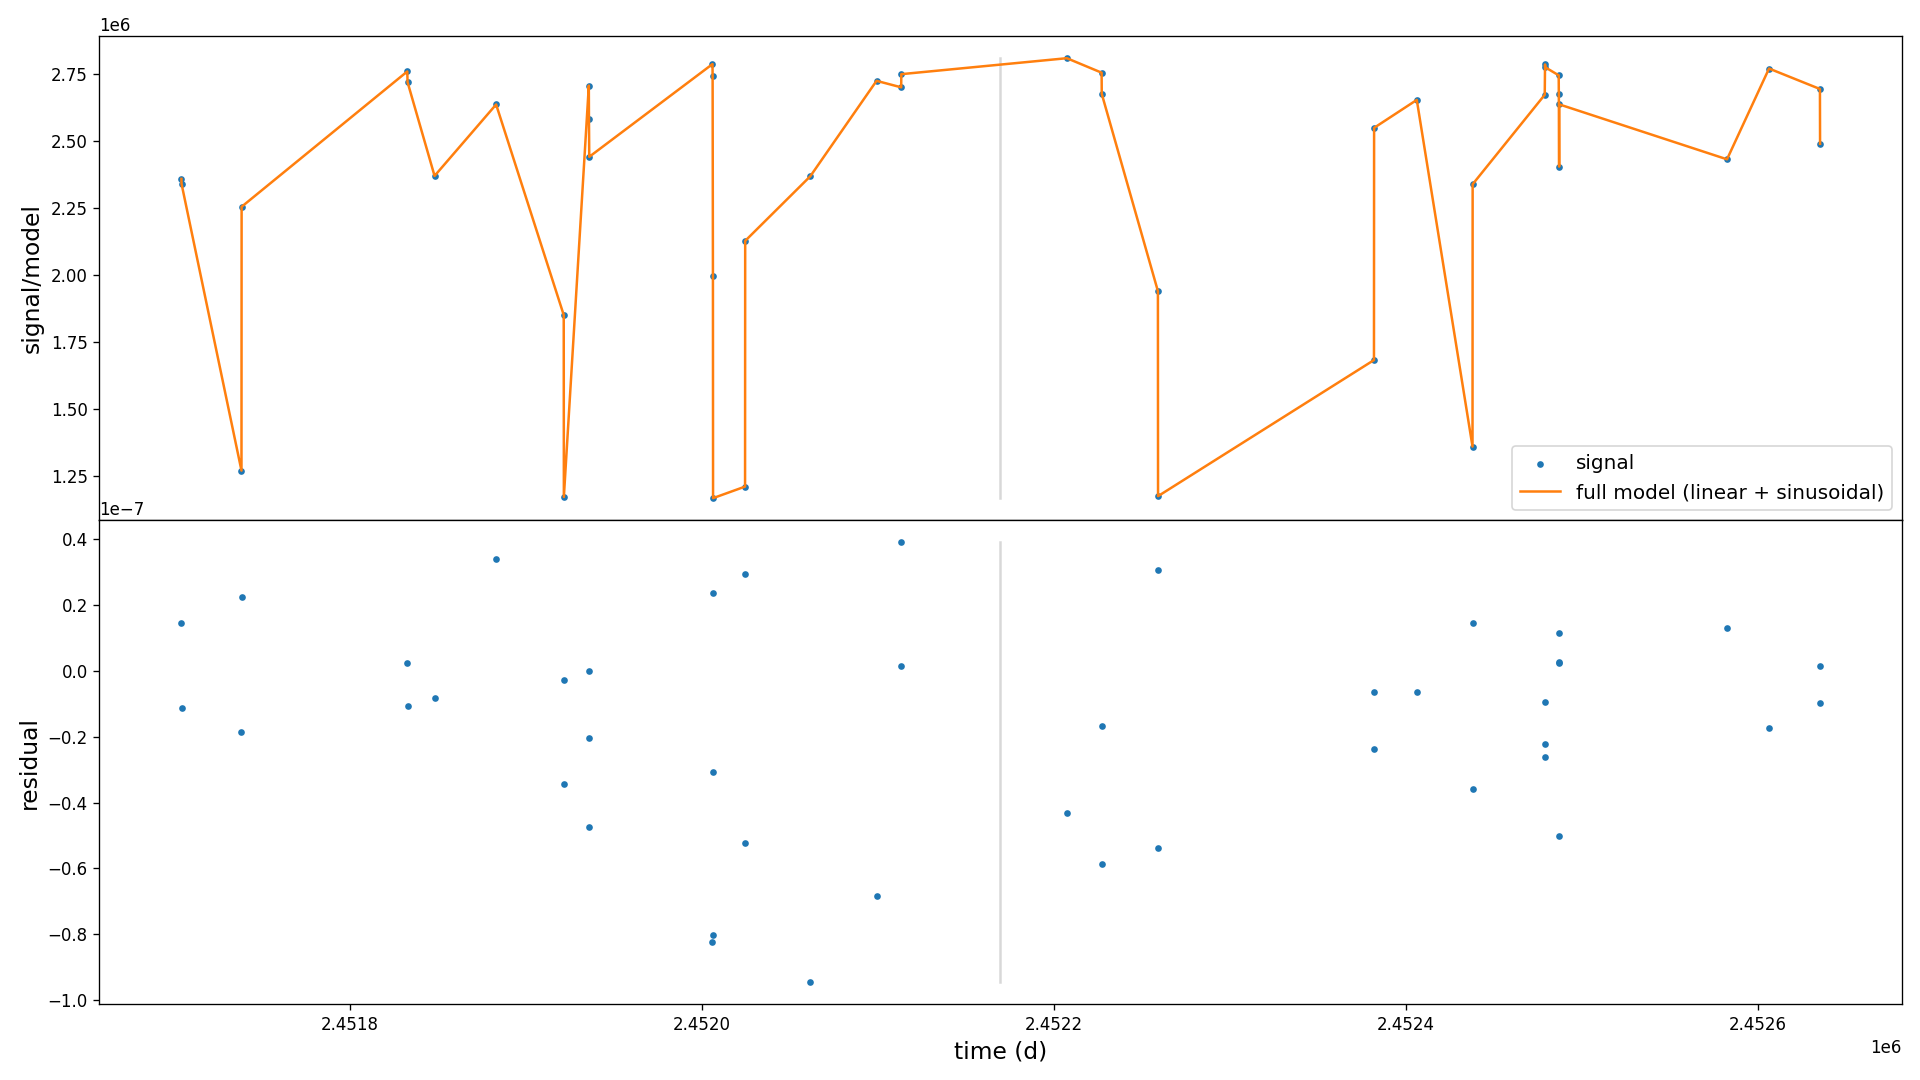 1e6
2.75
2.50
2.25
2.00
1.75
1.50
1.25
signal/model
signal
full model (linear + sinusoidal)
1e−7
0.4
0.2
0.0
−0.2
−0.4
−0.6
−0.8
−1.0
residual
2.4518
2.4520
2.4522
2.4524
2.4526
time (d)
1e6